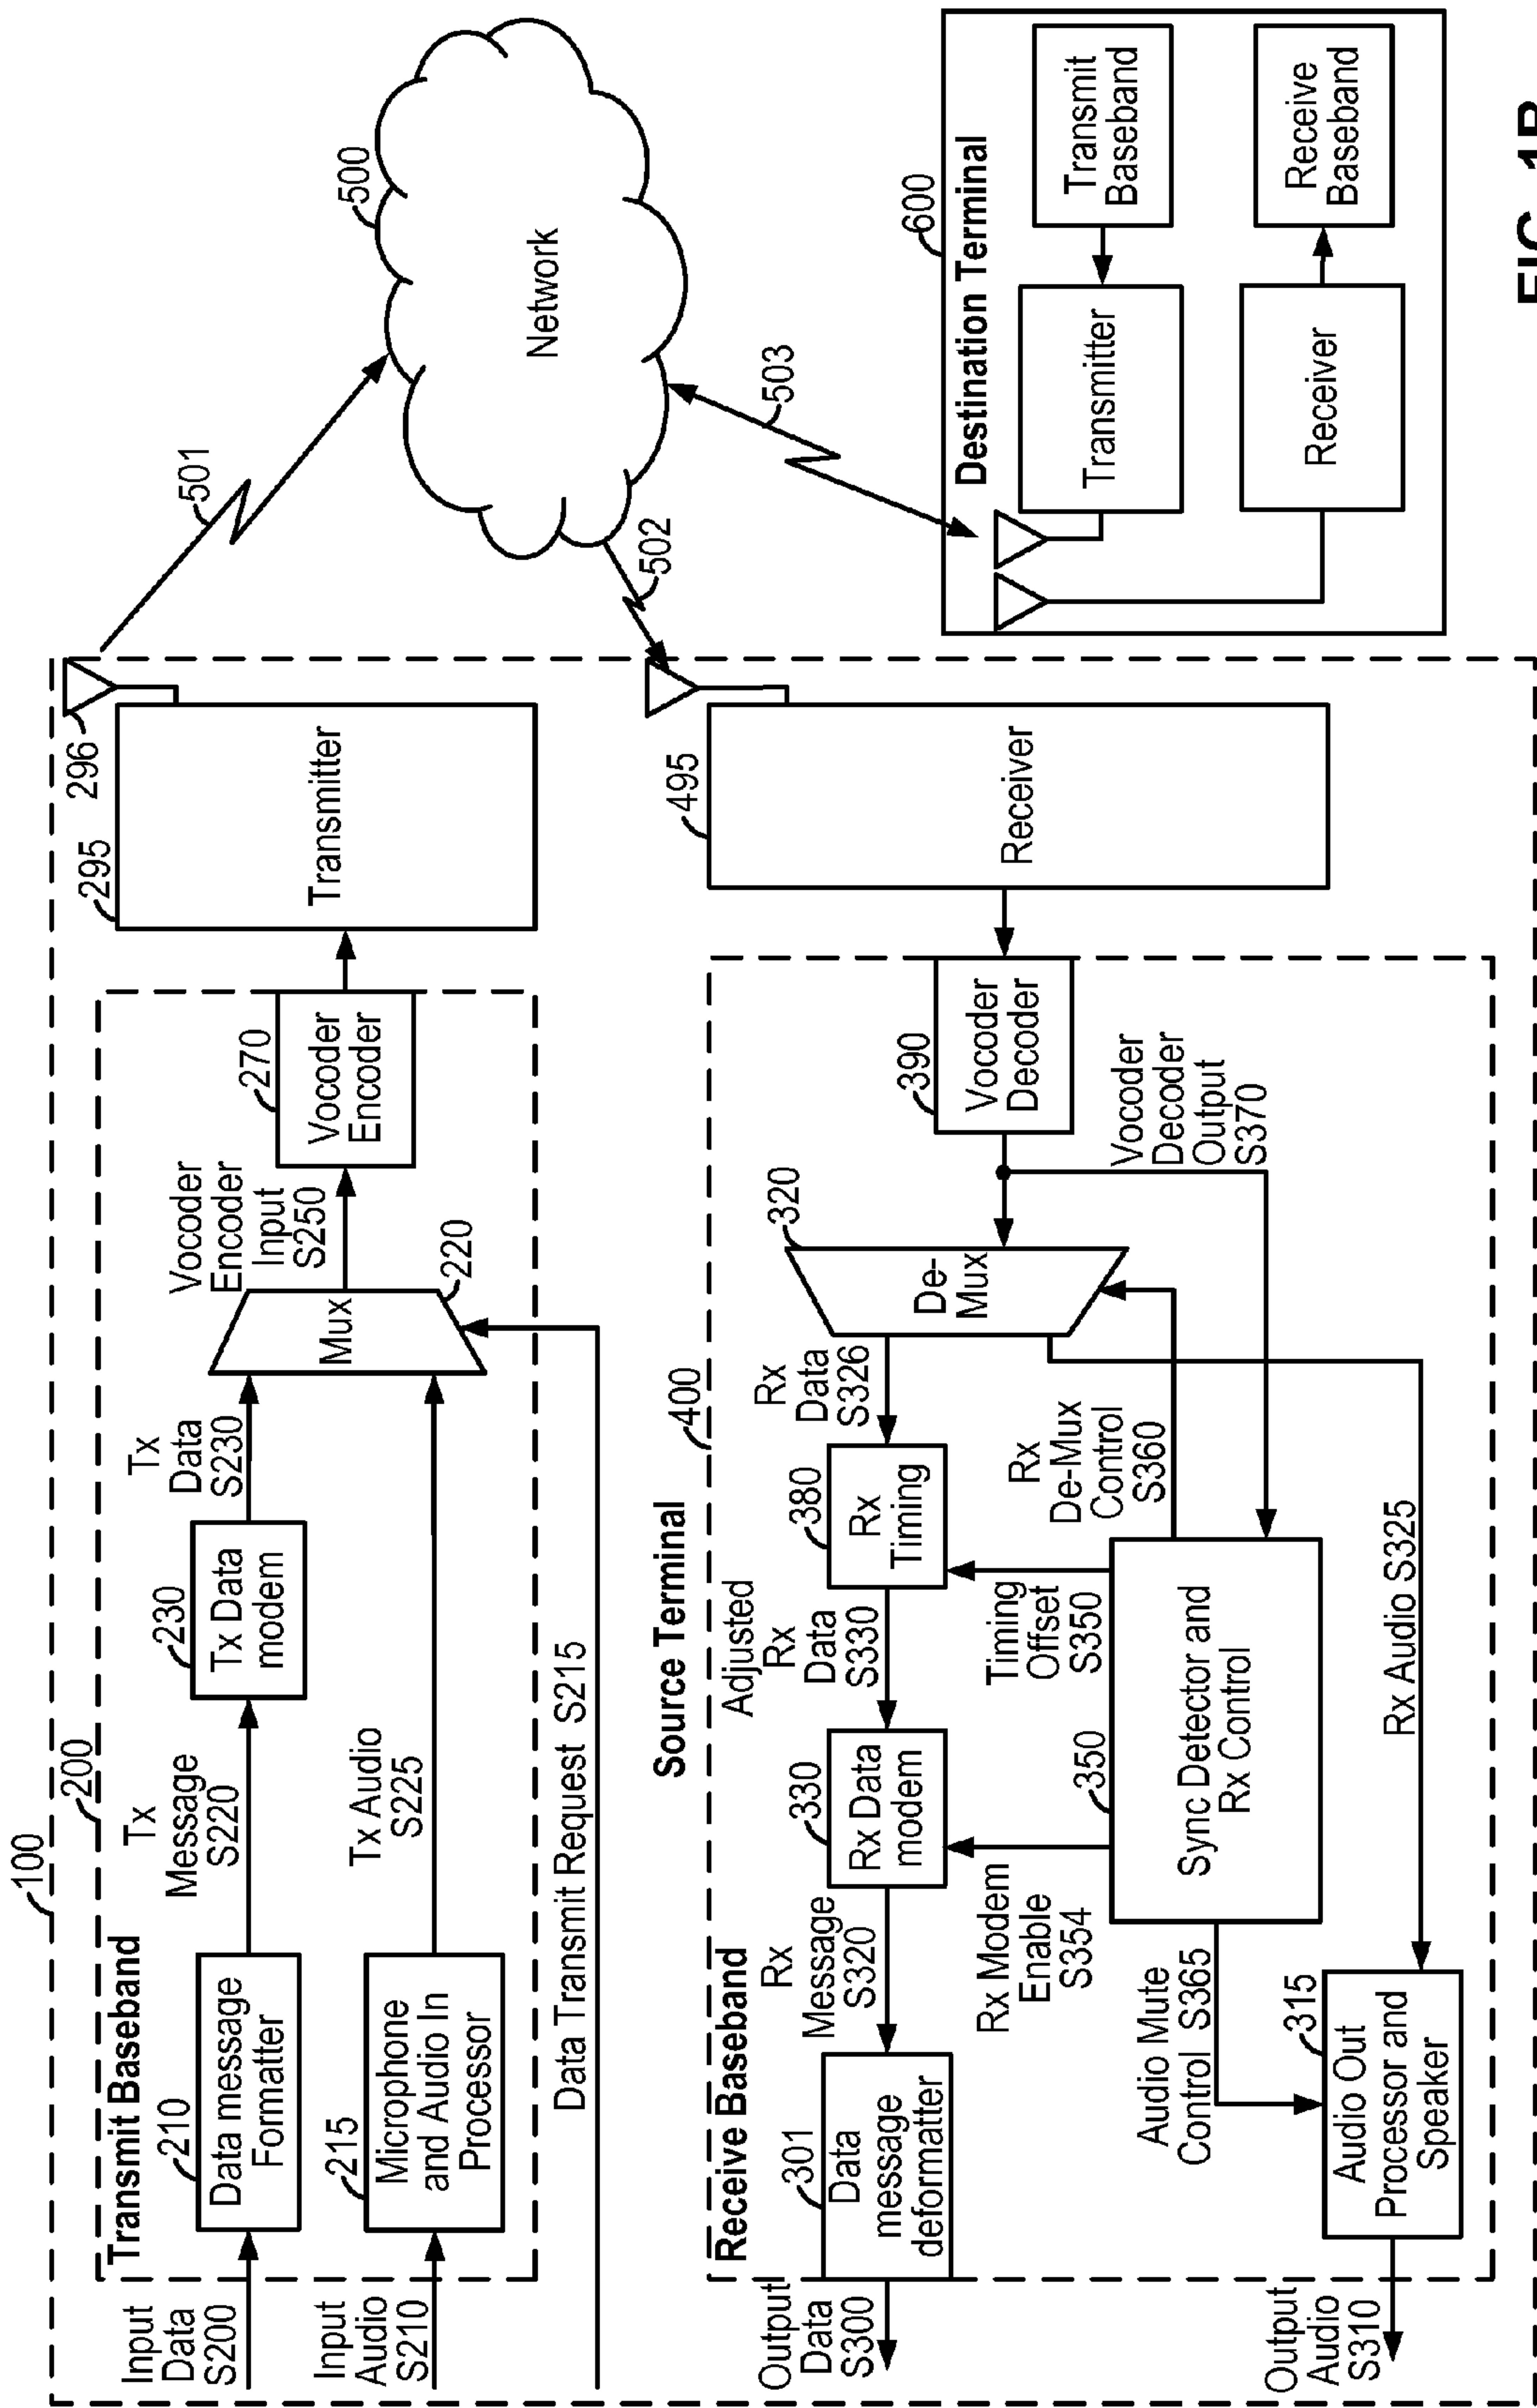 100
200
Transmit Baseband
Input
Data
S200
210
Data message
Formatter
Tx
Message
S220
230
Tx Data
modem
Tx
Data
S230
Input
Audio
S210
215
Microphone
and Audio In
Processor
Tx Audio
S225
Mux
220
Vocoder
Encoder
Input
S250
270
Vocoder
Encoder
295
Transmitter
296
Data Transmit Request S215
501
500
Network
502
503
Source Terminal
400
Receive Baseband
Output
Data
S300
301
Data
message
deformatter
Rx
Message
S320
330
Rx Data
modem
Adjusted
Rx
Data
S330
380
Rx
Timing
Rx
Data
S326
320
De-
Mux
390
Vocoder
Decoder
495
Receiver
Rx Modem
Enable
S354
Timing
Offset
S350
Rx
De-Mux
Control
S360
Vocoder
Decoder
Output
S370
350
Sync Detector and
Rx Control
Audio Mute
Control S365
Output
Audio
S310
315
Audio Out
Processor and
Speaker
Rx Audio S325
600
Destination Terminal
Transmitter
Transmit
Baseband
Receiver
Receive
Baseband